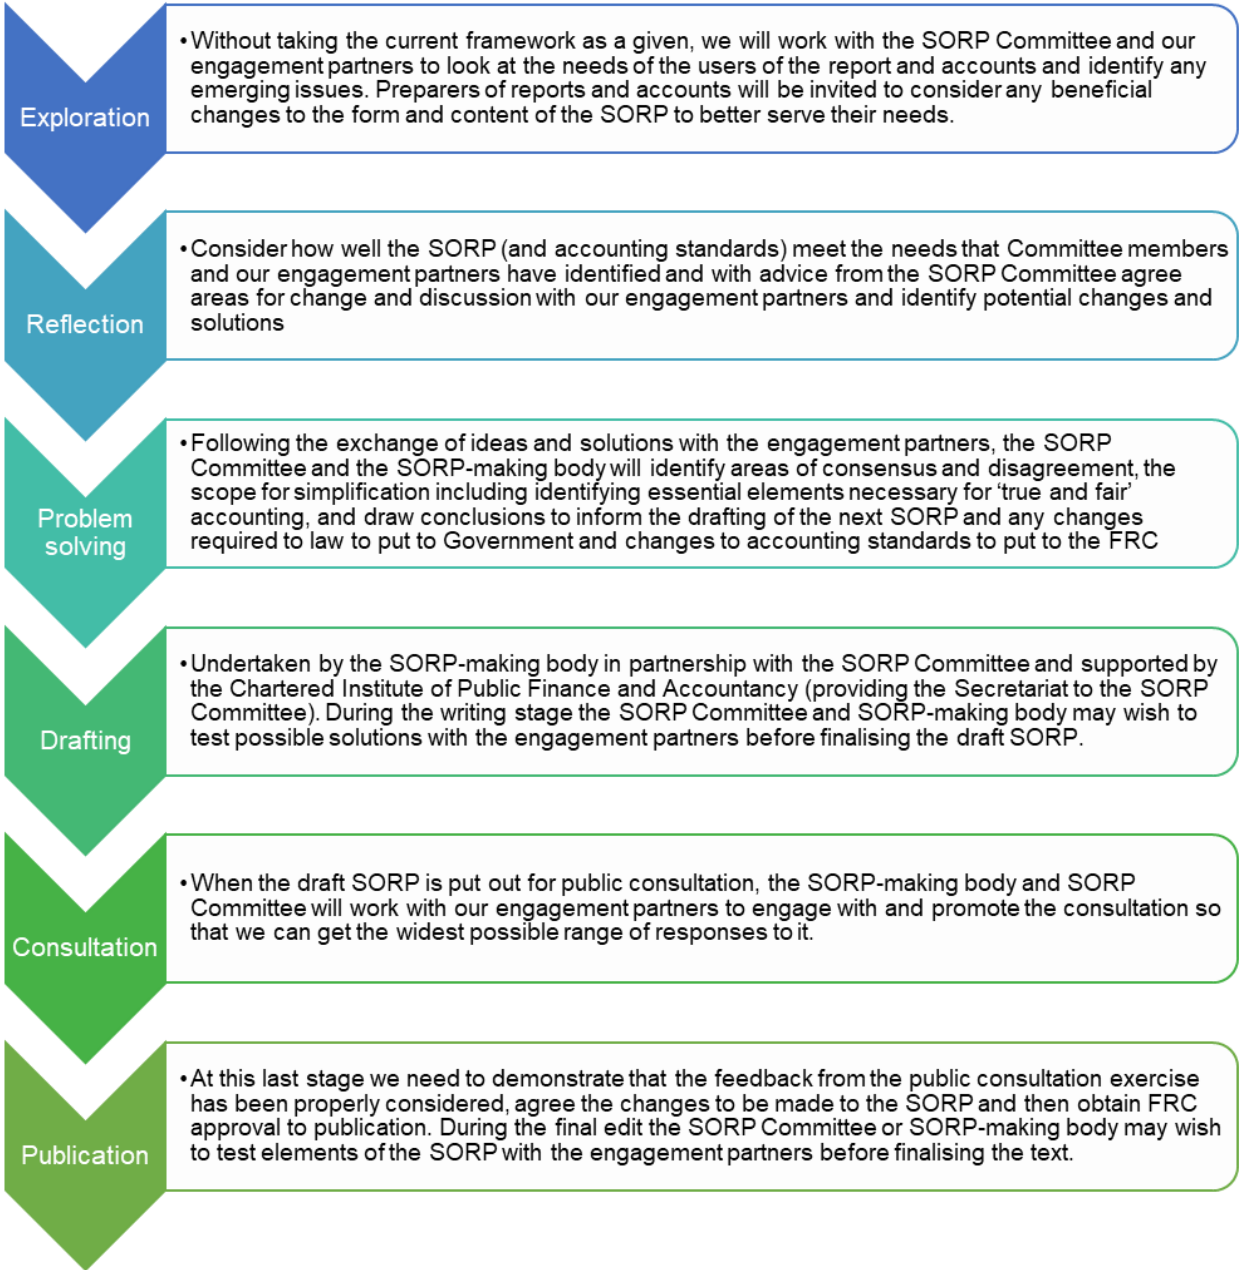 Exploration
•Without taking the current framework as a given, we will work with the SORP Committee and our
engagement partners to look at the needs of the users of the report and accounts and identify any
emerging issues. Preparers of reports and accounts will be invited to consider any beneficial
changes to the form and content of the SORP to better serve their needs.
Reflection
•Consider how well the SORP (and accounting standards) meet the needs that Committee members
and our engagement partners have identified and with advice from the SORP Committee agree
areas for change and discussion with our engagement partners and identify potential changes and
solutions
Problem
solving
•Following the exchange of ideas and solutions with the engagement partners, the SORP
Committee and the SORP-making body will identify areas of consensus and disagreement, the
scope for simplification including identifying essential elements necessary for ‘true and fair’
accounting, and draw conclusions to inform the drafting of the next SORP and any changes
required to law to put to Government and changes to accounting standards to put to the FRC
Drafting
•Undertaken by the SORP-making body in partnership with the SORP Committee and supported by
the Chartered Institute of Public Finance and Accountancy (providing the Secretariat to the SORP
Committee). During the writing stage the SORP Committee and SORP-making body may wish to
test possible solutions with the engagement partners before finalising the draft SORP.
Consultation
•When the draft SORP is put out for public consultation, the SORP-making body and SORP
Committee will work with our engagement partners to engage with and promote the consultation so
that we can get the widest possible range of responses to it.
Publication
•At this last stage we need to demonstrate that the feedback from the public consultation exercise
has been properly considered, agree the changes to be made to the SORP and then obtain FRC
approval to publication. During the final edit the SORP Committee or SORP-making body may wish
to test elements of the SORP with the engagement partners before finalising the text.